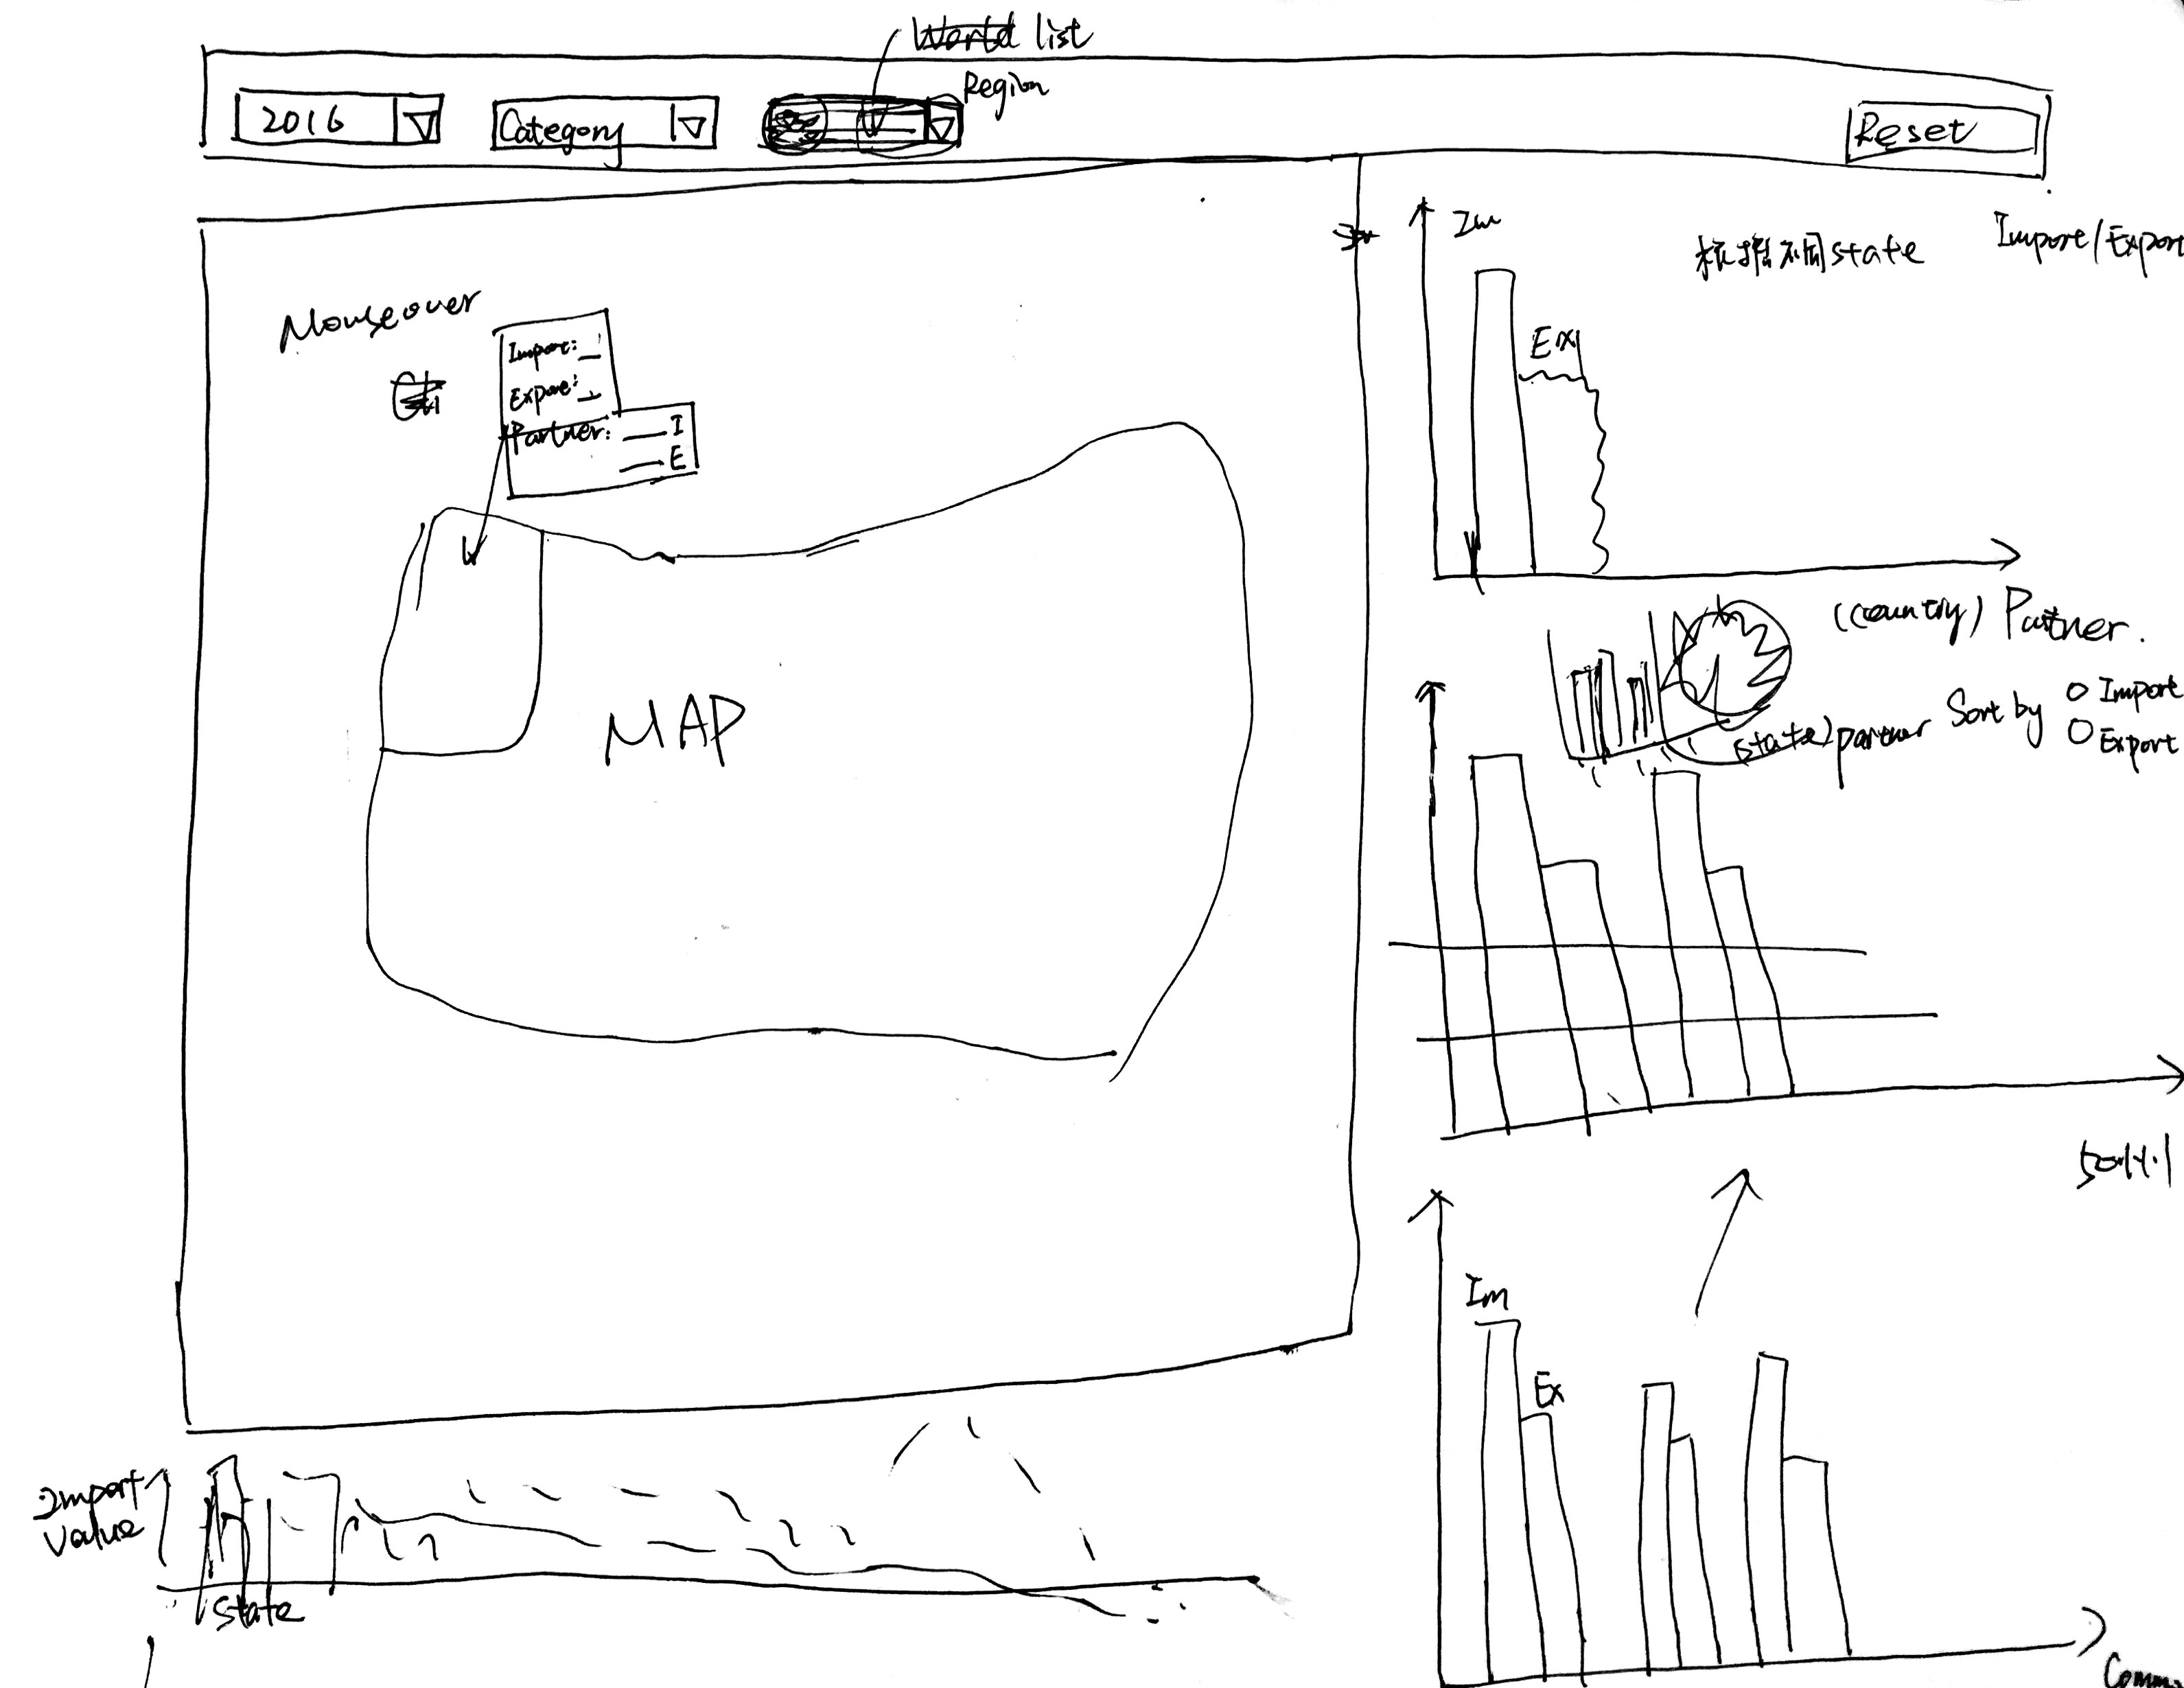 World list
Region
2016
Category
Reset
Im
根据不同state
Import/Export
Mouseover
Import:
Export:
Partner:
I
E
Ex
MAP
(country) Partner.
(state) partner
Sort by
Import
Export
Im
Ex
Import
Value
State
Comm